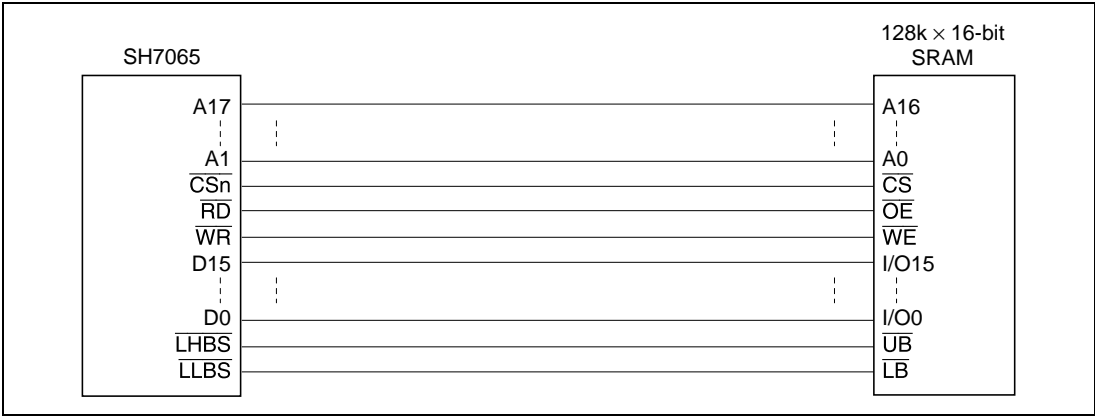 128k × 16-bit
SH7065 SRAM
A17 A16
A1 A0
CSn CS
RD OE
WR WE
D15 I/O15
D0 I/O0
LHBS UB
LLBS LB